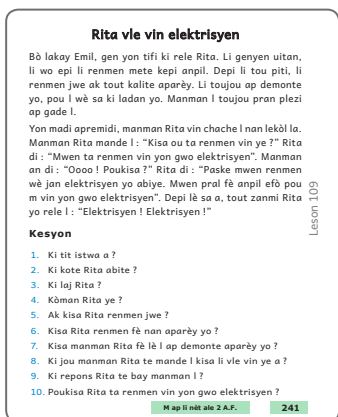 Rita vle vin elektrisyen
Bò lakay Emil, gen yon tifi ki rele Rita. Li genyen uitan,
li wo epi li renmen mete kepi anpil. Depi li tou piti, li
renmen jwe ak tout kalite aparèy. Li toujou ap demonte
yo, pou l wè sa ki ladan yo. Manman l toujou pran plezi
ap gade l.
Yon madi apremidi, manman Rita vin chache l nan lekòl la.
Manman Rita mande l : “Kisa ou ta renmen vin ye ?” Rita
di : “Mwen ta renmen vin yon gwo elektrisyen”. Manman
an di : “Oooo ! Poukisa ?” Rita di : “Paske mwen renmen
wè jan elektrisyen yo abiye. Mwen pral fè anpil efò pou
m vin yon gwo elektrisyen”. Depi lè sa a, tout zanmi Rita
yo rele l : “Elektrisyen ! Elektrisyen !”
Kesyon
1. Ki tit istwa a ?
2. Ki kote Rita abite ?
3. Ki laj Rita ?
4. Kòman Rita ye ?
5. Ak kisa Rita renmen jwe ?
6. Kisa Rita renmen fè nan aparèy yo ?
7. Kisa manman Rita fè lè l ap demonte aparèy yo ?
8. Ki jou manman Rita te mande l kisa li vle vin ye a ?
9. Ki repons Rita te bay manman l ?
10. Poukisa Rita ta renmen vin yon gwo elektrisyen ?
Leson 109
M ap li nèt ale 2 A.F. 241